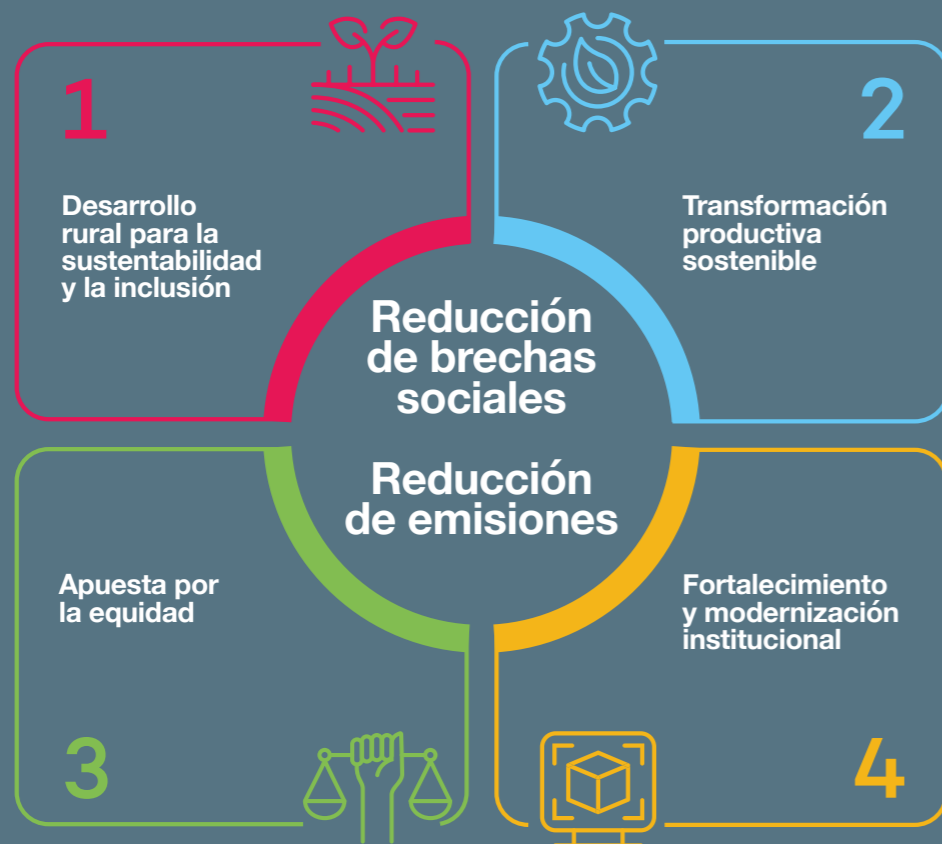 1
Desarrollo
rural para la
sustentabilidad
y la inclusión
2
Transformación
productiva
sostenible
Reducción
de brechas
sociales
Reducción
de emisiones
Apuesta por
la equidad
3
Fortalecimiento
y modernización
institucional
4